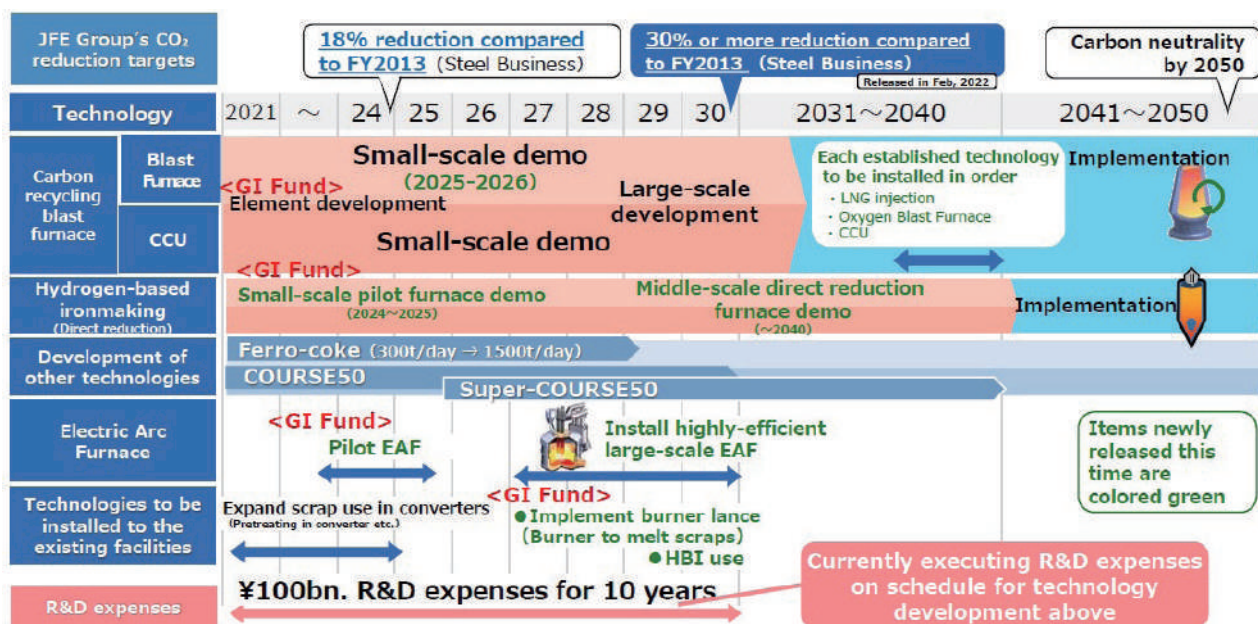 JFE Group's CO₂
reduction targets
18% reduction compared
to FY2013 (Steel Business)
30% or more reduction compared
to FY2013 (Steel Business)
Released in Feb, 2022
Carbon neutrality
by 2050
Technology
2021 ～ 24 25 26 27 28 29 30 2031～2040 2041～2050
Carbon
recycling
blast
furnace
Blast
Furnace
CCU
Small-scale demo
(2025-2026)
<GI Fund>
Element development
Large-scale
development
Small-scale demo
Each established technology
to be installed in order
・ LNG injection
・ Oxygen Blast Furnace
・ CCU
Implementation
Hydrogen-based
ironmaking
(Direct reduction)
<GI Fund>
Small-scale pilot furnace demo
(2024～2025)
Middle-scale direct reduction
furnace demo
(～2040)
Implementation
Development of
other technologies
Ferro-coke (300t/day → 1500t/day)
COURSE50
Super-COURSE50
Electric Arc
Furnace
<GI Fund>
Pilot EAF
Install highly-efficient
large-scale EAF
Items newly
released this
time are
colored green
Technologies to be
installed to the
existing facilities
Expand scrap use in converters
(Pretreating in converter etc.)
<GI Fund>
●Implement burner lance
(Burner to melt scraps)
●HBI use
R&D expenses
¥100bn. R&D expenses for 10 years
Currently executing R&D expenses
on schedule for technology
development above